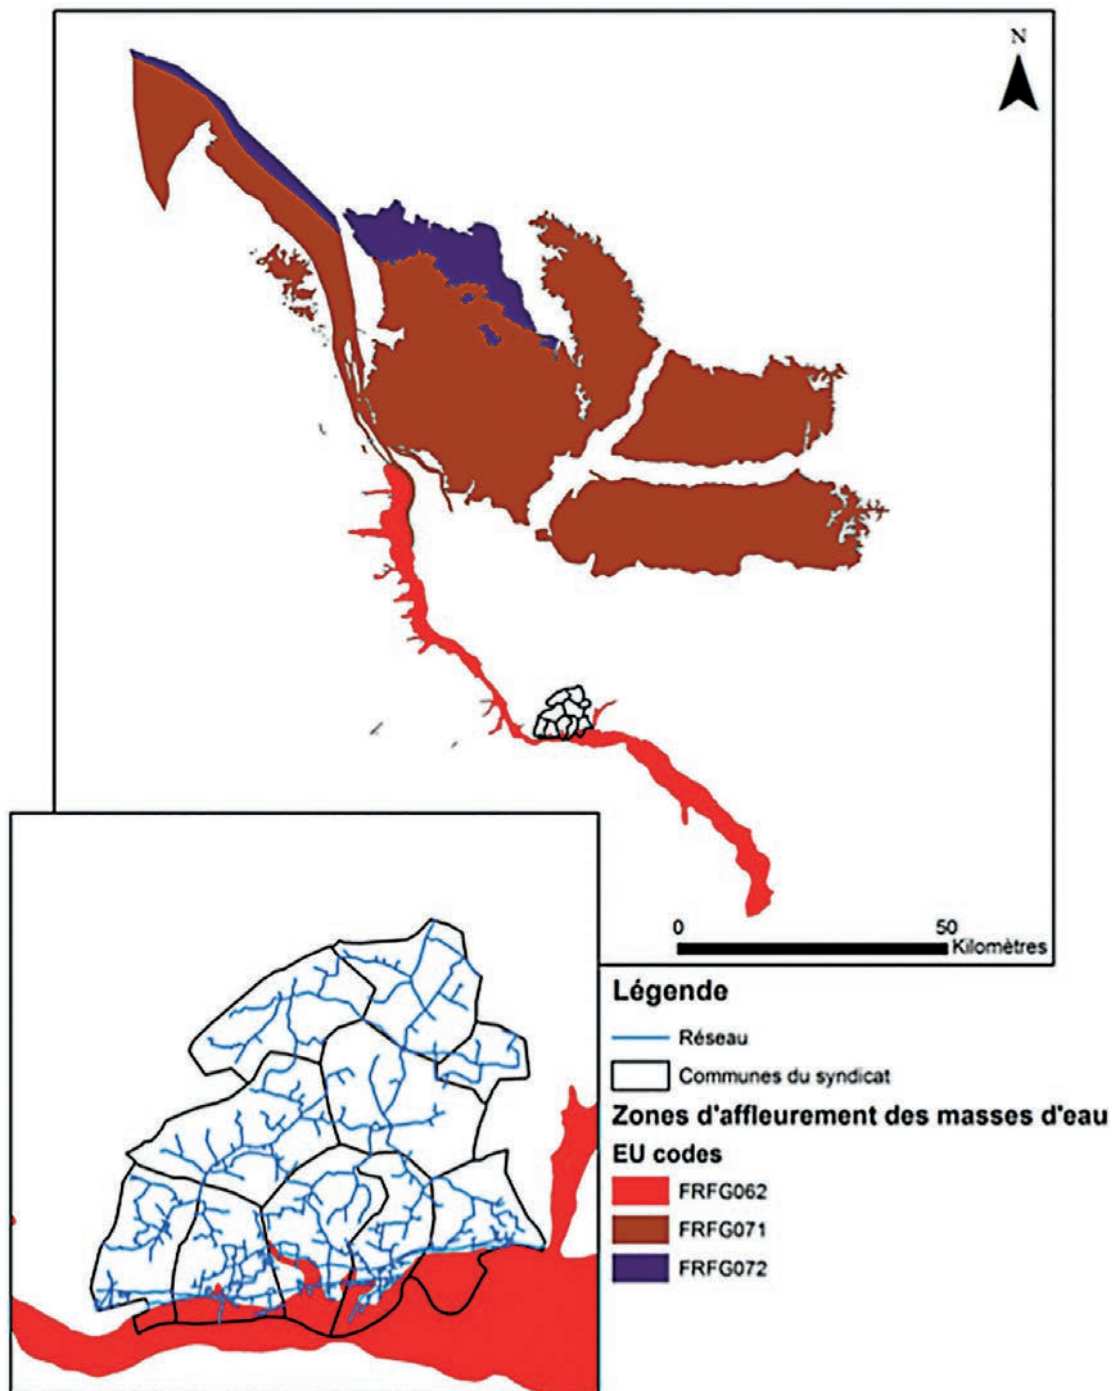 N
0
50
Kilomètres
Légende
Réseau
Communes du syndicat
Zones d'affleurement des masses d'eau
EU codes
FRFG062
FRFG071
FRFG072